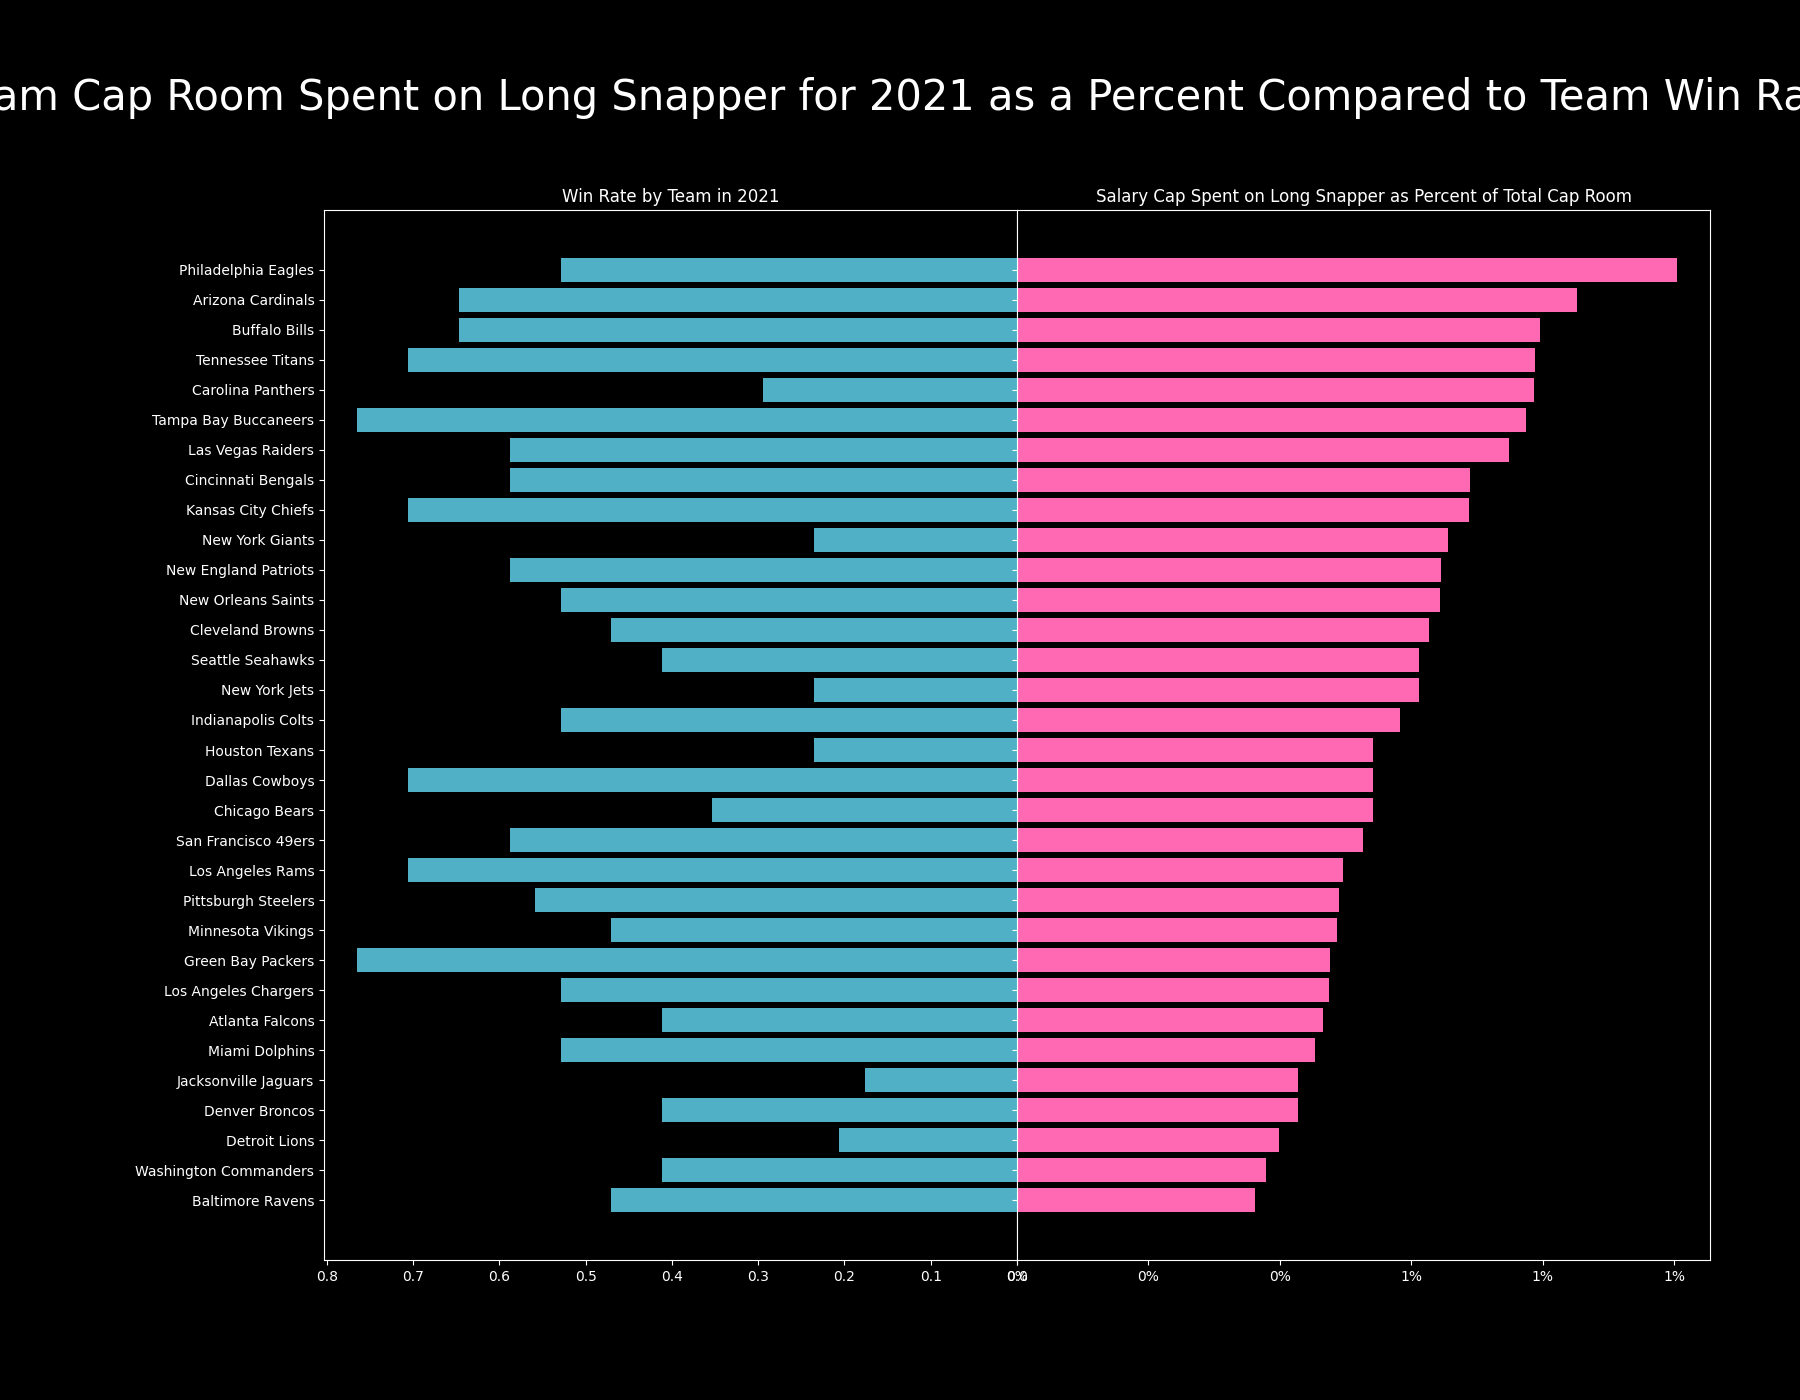 am Cap Room Spent on Long Snapper for 2021 as a Percent Compared to Team Win Ra
Win Rate by Team in 2021
Salary Cap Spent on Long Snapper as Percent of Total Cap Room
Philadelphia Eagles
Arizona Cardinals
Buffalo Bills
Tennessee Titans
Carolina Panthers
Tampa Bay Buccaneers
Las Vegas Raiders
Cincinnati Bengals
Kansas City Chiefs
New York Giants
New England Patriots
New Orleans Saints
Cleveland Browns
Seattle Seahawks
New York Jets
Indianapolis Colts
Houston Texans
Dallas Cowboys
Chicago Bears
San Francisco 49ers
Los Angeles Rams
Pittsburgh Steelers
Minnesota Vikings
Green Bay Packers
Los Angeles Chargers
Atlanta Falcons
Miami Dolphins
Jacksonville Jaguars
Denver Broncos
Detroit Lions
Washington Commanders
Baltimore Ravens
0.8 0.7 0.6 0.5 0.4 0.3 0.2 0.1 0% 0% 1% 1% 1%